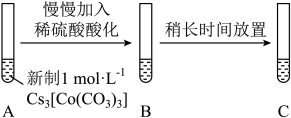 慢慢加入
稀硫酸酸化
稍长时间放置
新制1 mol·L⁻¹
Cs₃[Co(CO₃)₃]
A
B
C